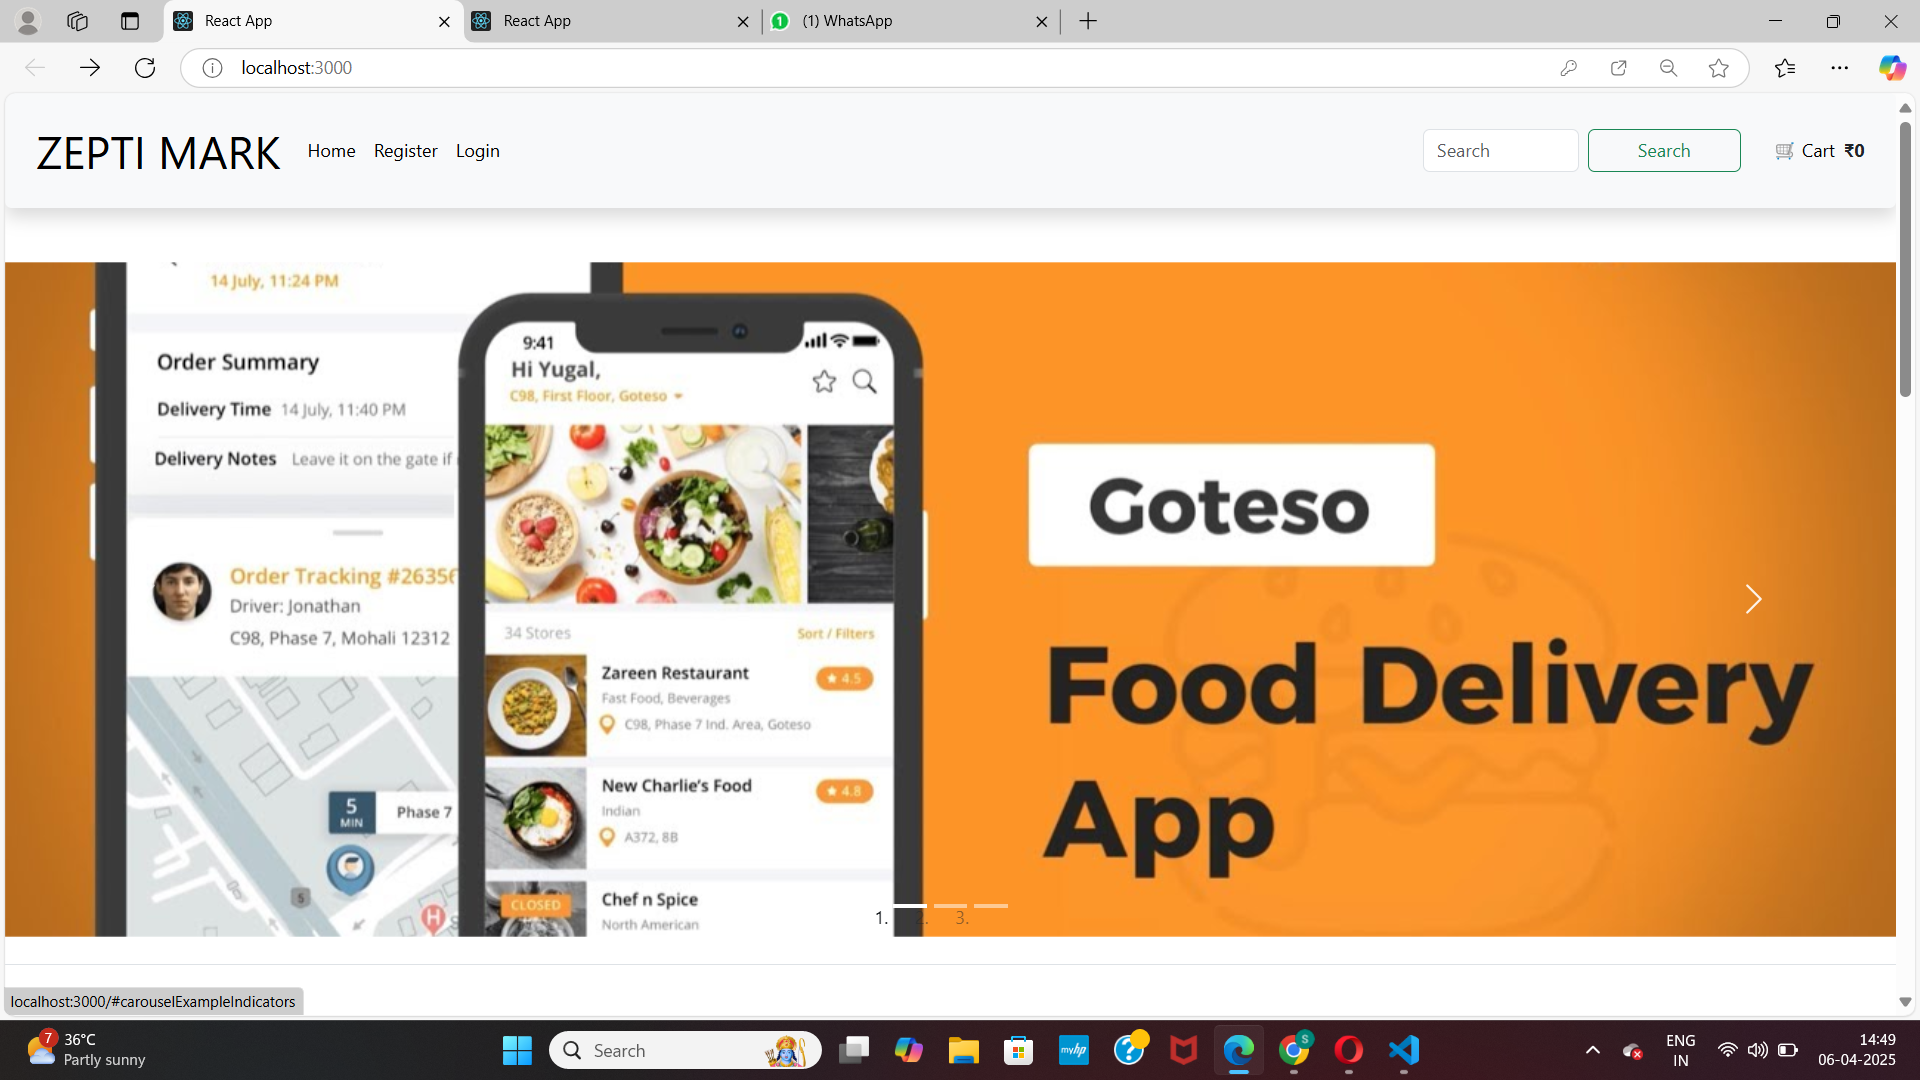 React App
React App
(1) WhatsApp
localhost:3000
ZEPTI MARK
Home
Register
Login
Search
Search
Cart ₹0
14 July, 11:24 PM
Order Summary
Delivery Time 14 July, 11:40 PM
Delivery Notes Leave it on the gate if
Order Tracking #26356
Driver: Jonathan
C98, Phase 7, Mohali 12312
5
MIN
Phase 7
5
H
9:41
Hi Yugal,
C98, First Floor, Goteso
34 Stores
Sort / Filters
Zareen Restaurant
4.5
Fast Food, Beverages
C98, Phase 7 Ind. Area, Goteso
New Charlie's Food
4.8
Indian
A372, 8B
CLOSED
Chef n Spice
North American
Goteso
Food Delivery
App
1. 2. 3.
localhost:3000/#carouselExampleIndicators
7
36°C
Partly sunny
Search
myhp
S
ENG
IN
14:49
06-04-2025